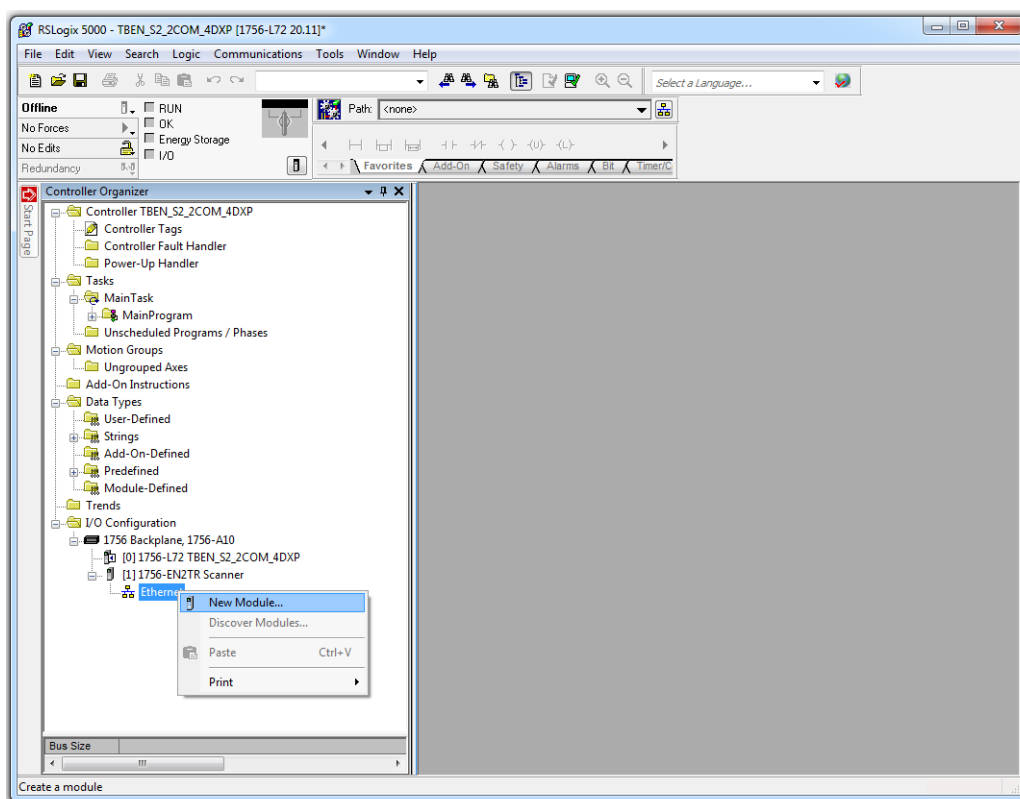 RSLogix 5000 - TBEN_S2_2COM_4DXP [1756-L72 20.11]*
File Edit View Search Logic Communications Tools Window Help
Select a Language...
Offline
RUN
Path: <none>
No Forces
OK
Energy Storage
No Edits
I/O
Redundancy
Favorites Add-On Safety Alarms Bit Timer/C
Start Page
Controller Organizer
Controller TBEN_S2_2COM_4DXP
Controller Tags
Controller Fault Handler
Power-Up Handler
Tasks
MainTask
MainProgram
Unscheduled Programs / Phases
Motion Groups
Ungrouped Axes
Add-On Instructions
Data Types
User-Defined
Strings
Add-On-Defined
Predefined
Module-Defined
Trends
I/O Configuration
1756 Backplane, 1756-A10
[0] 1756-L72 TBEN_S2_2COM_4DXP
[1] 1756-EN2TR Scanner
Ethernet
New Module...
Discover Modules...
Paste Ctrl+V
Print
Bus Size
Create a module